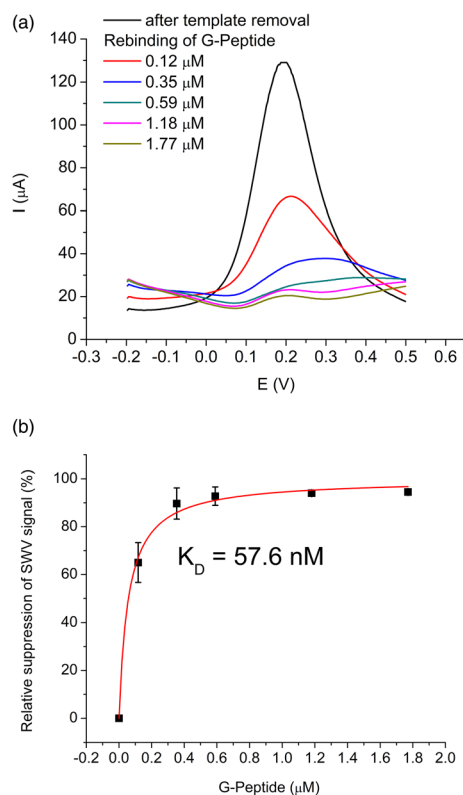 (a)
after template removal
Rebinding of G-Peptide
0.12 μM
0.35 μM
0.59 μM
1.18 μM
1.77 μM
140
120
100
80
60
40
20
0
I (μA)
-0.3 -0.2 -0.1 0.0 0.1 0.2 0.3 0.4 0.5 0.6
E (V)
(b)
100
80
60
40
20
0
Relative suppression of SWV signal (%)
K_D = 57.6 nM
-0.2 0.0 0.2 0.4 0.6 0.8 1.0 1.2 1.4 1.6 1.8 2.0
G-Peptide (μM)